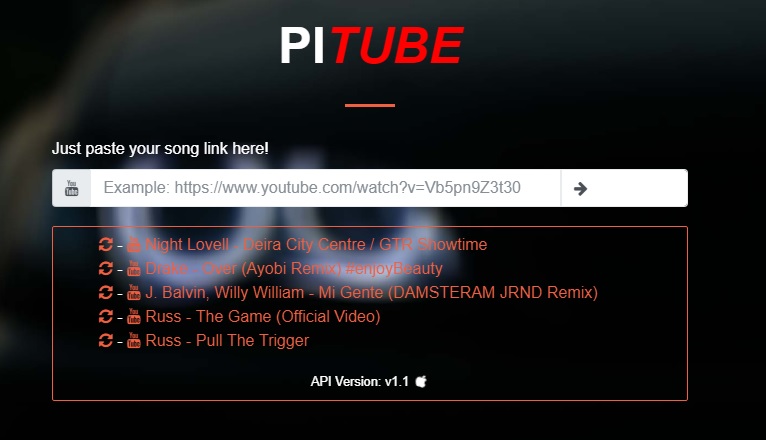 PITUBE
Just paste your song link here!
You Tube Example: https://www.youtube.com/watch?v=Vb5pn9Z3t30
- You Tube Night Lovell - Deira City Centre / GTR Showtime
- You Tube Drake - Over (Ayobi Remix) #enjoyBeauty
- You Tube J. Balvin, Willy William - Mi Gente (DAMSTERAM JRND Remix)
- You Tube Russ - The Game (Official Video)
- You Tube Russ - Pull The Trigger
API Version: v1.1